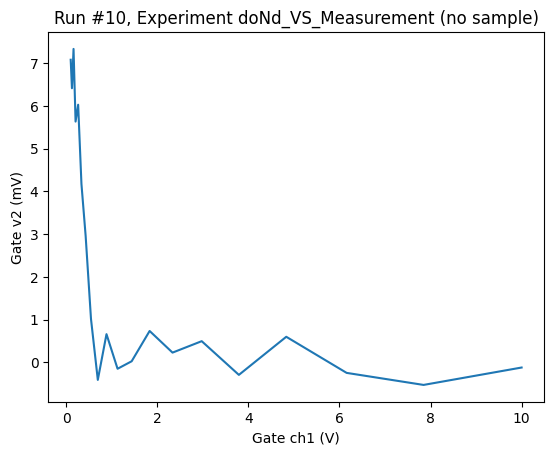 Run #10, Experiment doNd_VS_Measurement (no sample)
7
6
5
4
3
2
1
0
Gate v2 (mV)
0 2 4 6 8 10
Gate ch1 (V)